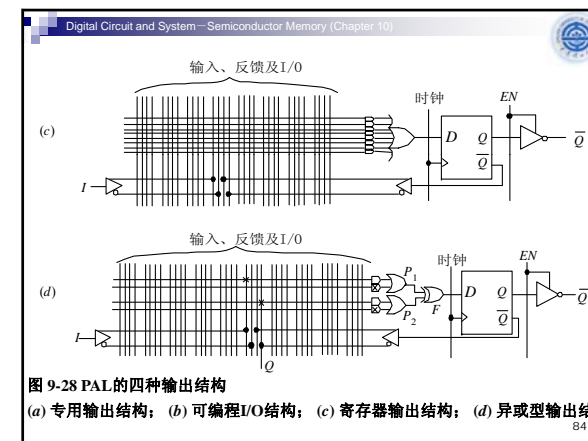 Digital Circuit and System－Semiconductor Memory (Chapter 10)
输入、反馈及I/0
时钟
EN
(c)
D
Q
Q
Q
I
输入、反馈及I/0
时钟
EN
(d)
P1
P2
F
D
Q
Q
Q
I
Q
图 9-28 PAL的四种输出结构
(a) 专用输出结构； (b) 可编程I/O结构； (c) 寄存器输出结构； (d) 异或型输出结
84